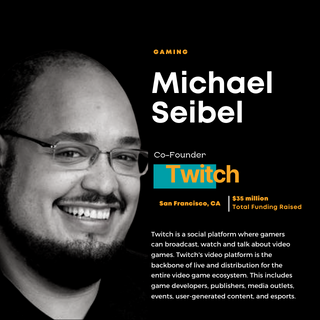 GAMING
Michael
Seibel
Co-Founder
Twitch
San Francisco, CA
$35 million
Total Funding Raised
Twitch is a social platform where gamers
can broadcast, watch and talk about video
games. Twitch's video platform is the
backbone of live and distribution for the
entire video game ecosystem. This includes
game developers, publishers, media outlets,
events, user-generated content, and esports.